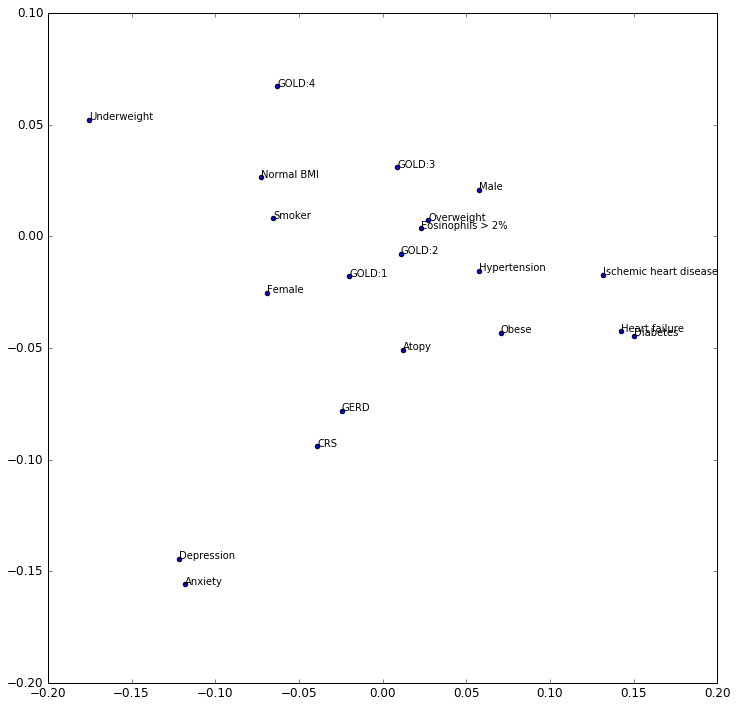 0.10
GOLD:4
0.05
Underweight
GOLD:3
Normal BMI
Male
Smoker
Overweight
Eosinophils > 2%
0.00
GOLD:2
Hypertension
GOLD:1
Ischemic heart disease
Female
Heart failure
Obese
Diabetes
−0.05
Atopy
GERD
CRS
−0.10
Depression
−0.15
Anxiety
−0.20
−0.20 −0.15 −0.10 −0.05 0.00 0.05 0.10 0.15 0.20